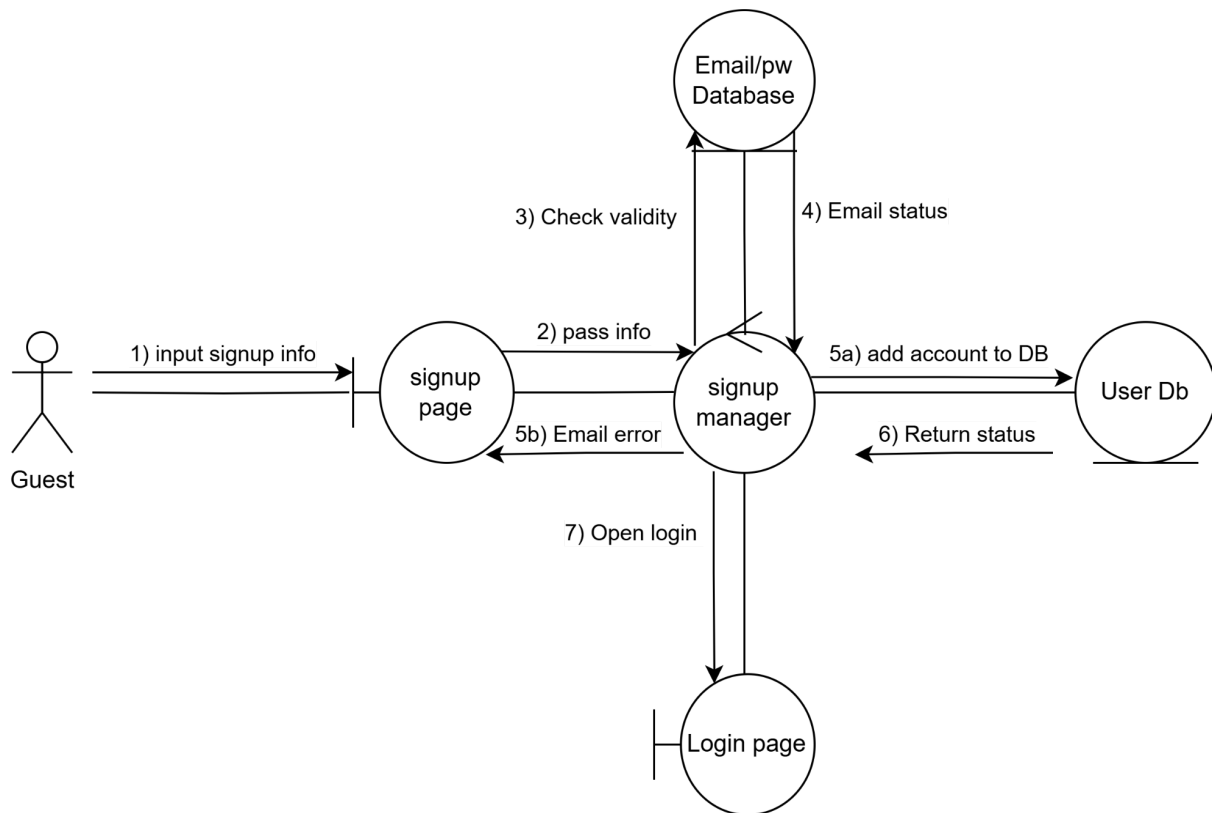 Email/pw
Database
3) Check validity
4) Email status
1) input signup info
2) pass info
5a) add account to DB
signup
page
signup
manager
User Db
5b) Email error
6) Return status
Guest
7) Open login
Login page